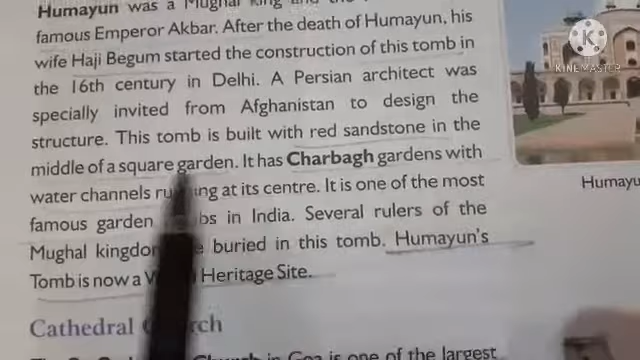 Humayun was a Mughal king and the
famous Emperor Akbar. After the death of Humayun, his
wife Haji Begum started the construction of this tomb in
the 16th century in Delhi. A Persian architect was
specially invited from Afghanistan to design the
structure. This tomb is built with red sandstone in the
middle of a square garden. It has Charbagh gardens with
water channels running at its centre. It is one of the most
famous garden in India. Several rulers of the
Mughal kingdom buried in this tomb. Humayun's
Tomb is now a Heritage Site.
Humayu
Cathedral Church
Church in Goa is one of the largest
K
KINEMASTER